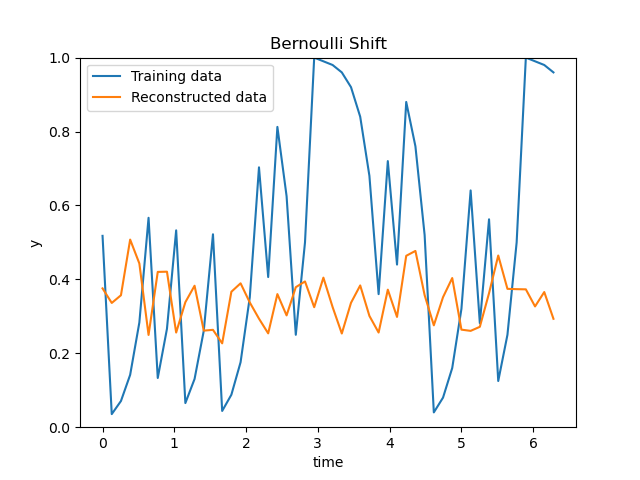 Bernoulli Shift
Training data
Reconstructed data
1.0
0.8
0.6
0.4
0.2
0.0
y
0 1 2 3 4 5 6
time